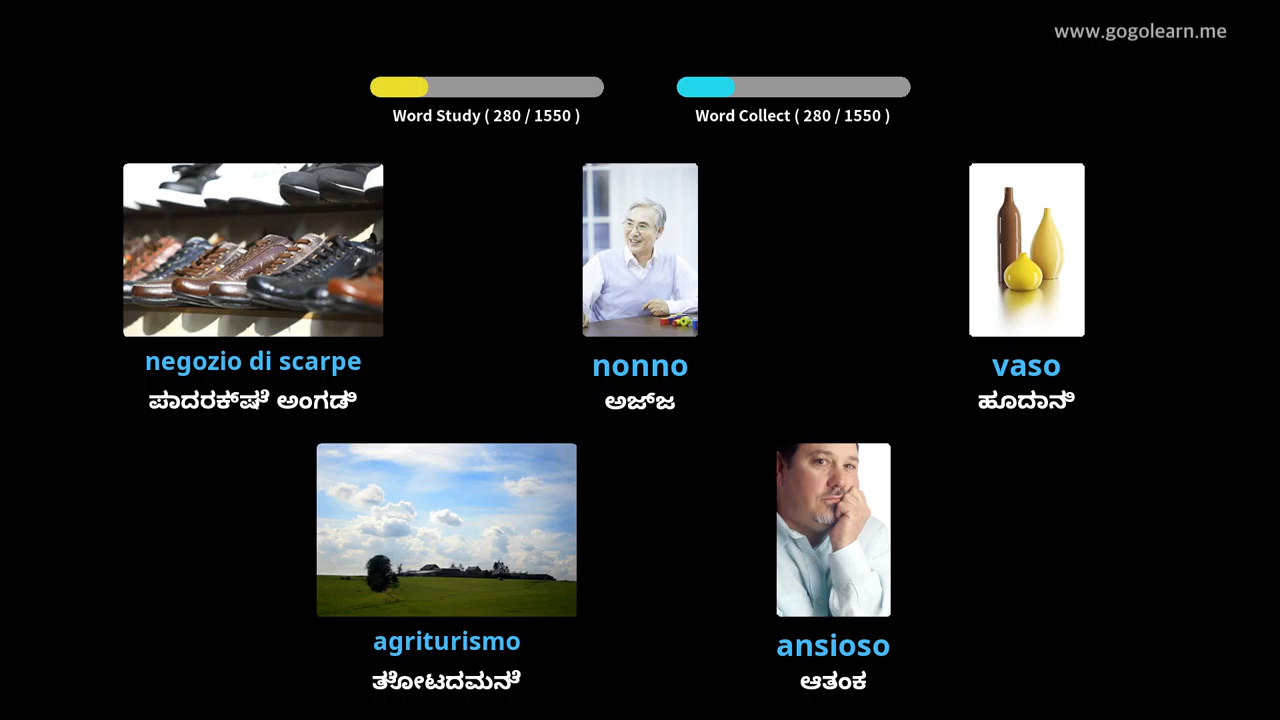 www.gogolearn.me
Word Study ( 280 / 1550 )
Word Collect ( 280 / 1550 )
negozio di scarpe
ಪಾದರಕ್ಷೆ ಅಂಗಡಿ
nonno
ಅಜ್ಜ
vaso
ಹೂದಾನಿ
agriturismo
ತೋಟದಮನೆ
ansioso
ಆತಂಕ